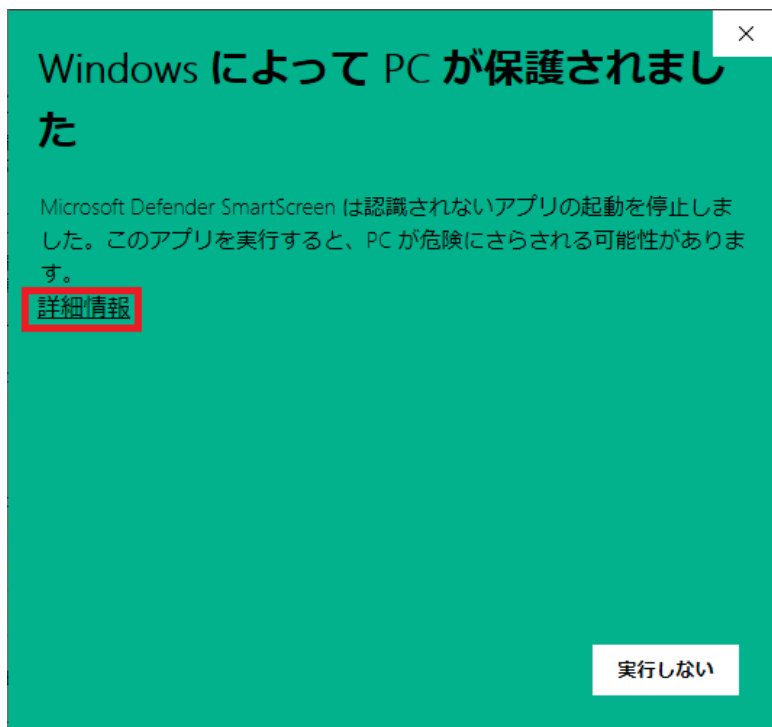 Windows によって PC が保護されまし
た
Microsoft Defender SmartScreen は認識されないアプリの起動を停止しま
した。このアプリを実行すると、PC が危険にさらされる可能性がありま
す。
詳細情報
実行しない